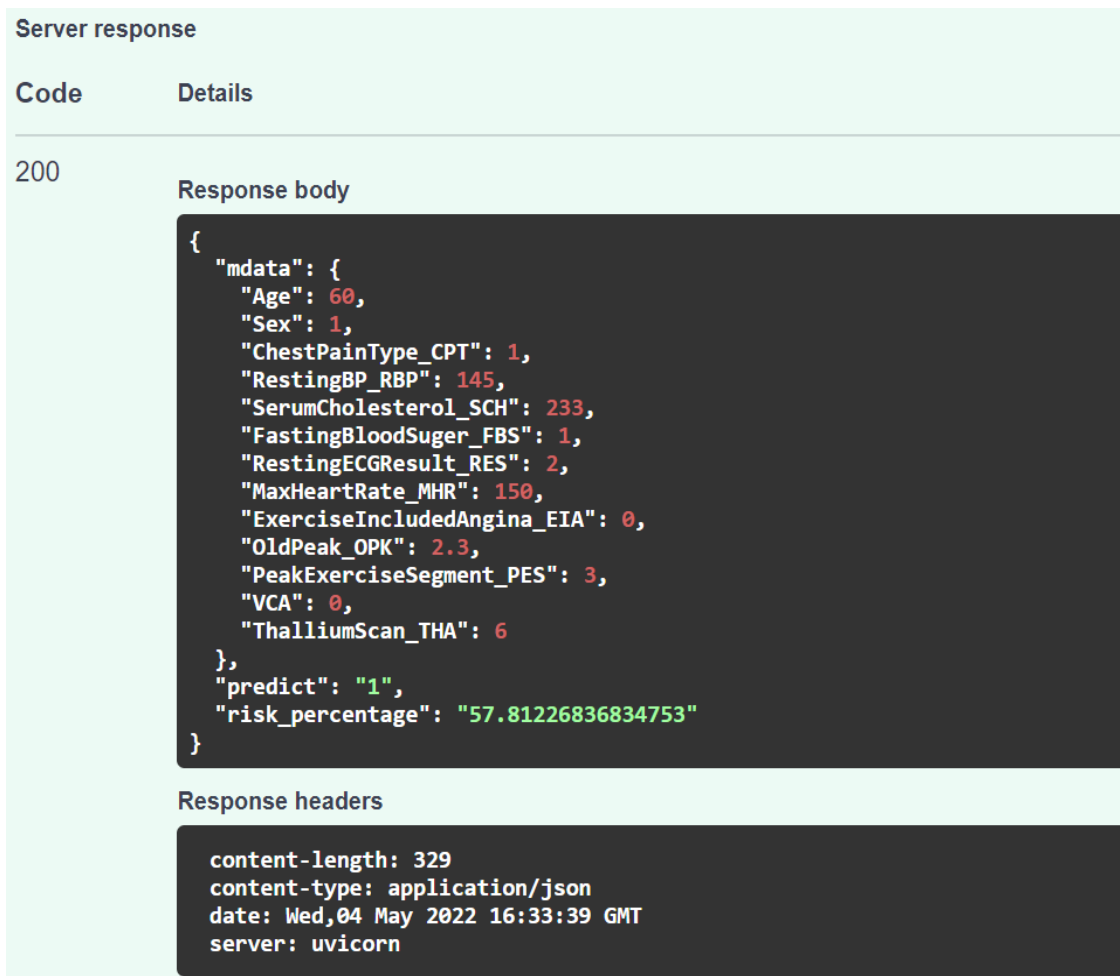 Server response
Code Details
200
Response body
{
  "mdata": {
    "Age": 60,
    "Sex": 1,
    "ChestPainType_CPT": 1,
    "RestingBP_RBP": 145,
    "SerumCholesterol_SCH": 233,
    "FastingBloodSuger_FBS": 1,
    "RestingECGResult_RES": 2,
    "MaxHeartRate_MHR": 150,
    "ExerciseIncludedAngina_EIA": 0,
    "OldPeak_OPK": 2.3,
    "PeakExerciseSegment_PES": 3,
    "VCA": 0,
    "ThalliumScan_THA": 6
  },
  "predict": "1",
  "risk_percentage": "57.81226836834753"
}
Response headers
content-length: 329
content-type: application/json
date: Wed,04 May 2022 16:33:39 GMT
server: uvicorn